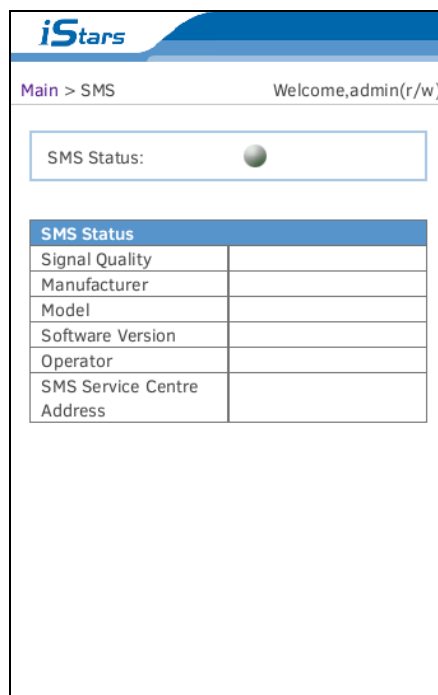 iStars
Main > SMS Welcome,admin(r/w)
SMS Status:
SMS Status
Signal Quality
Manufacturer
Model
Software Version
Operator
SMS Service Centre
Address